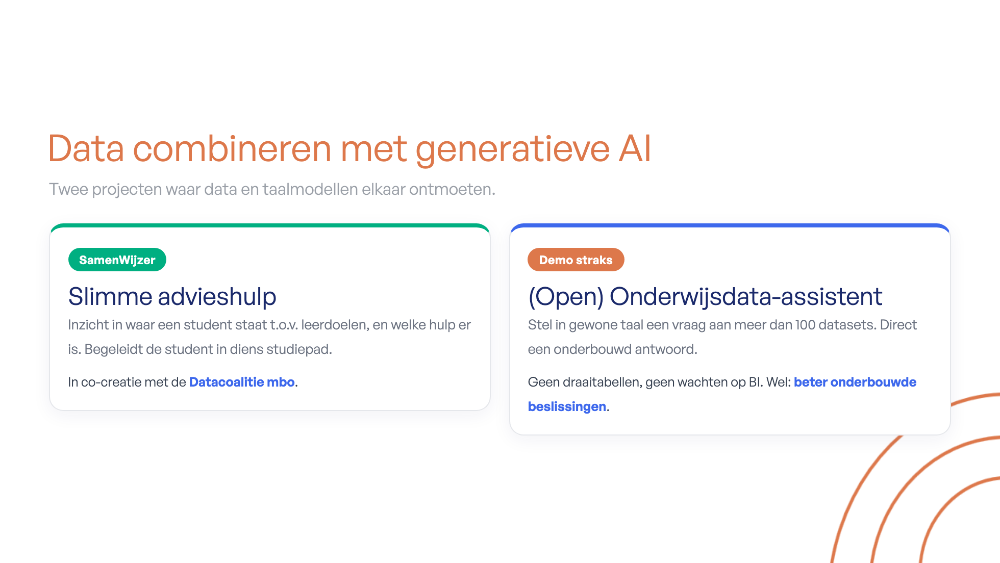 Data combineren met generatieve AI
Twee projecten waar data en taalmodellen elkaar ontmoeten.
SamenWijzer
Slimme advieshulp
Inzicht in waar een student staat t.o.v. leerdoelen, en welke hulp er
is. Begeleidt de student in diens studiepad.
In co-creatie met de Datacoalitie mbo.
Demo straks
(Open) Onderwijsdata-assistent
Stel in gewone taal een vraag aan meer dan 100 datasets. Direct
een onderbouwd antwoord.
Geen draaitabellen, geen wachten op BI. Wel: beter onderbouwde
beslissingen.